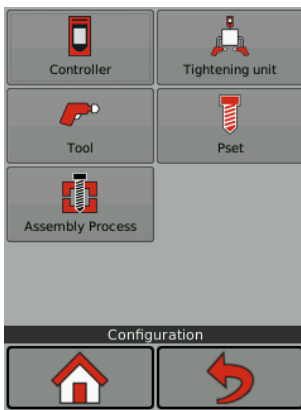 Controller
Tightening unit
Tool
Pset
Assembly Process
Configuration